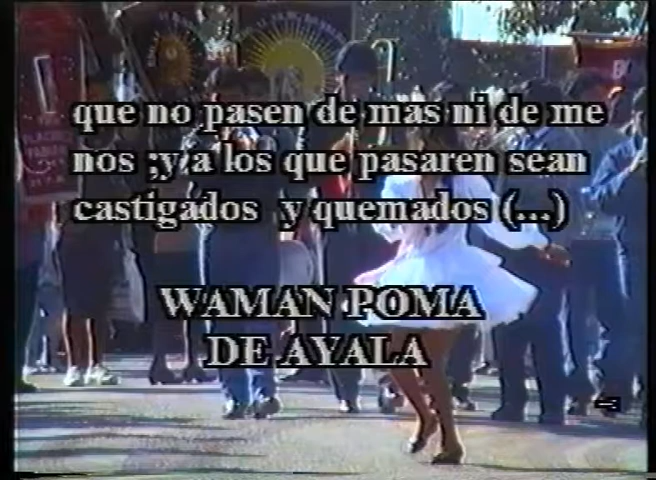 que no pasen de mas ni de me
nos ;y a los que pasaren sean
castigados y quemados (...)
WAMAN POMA
DE AYALA